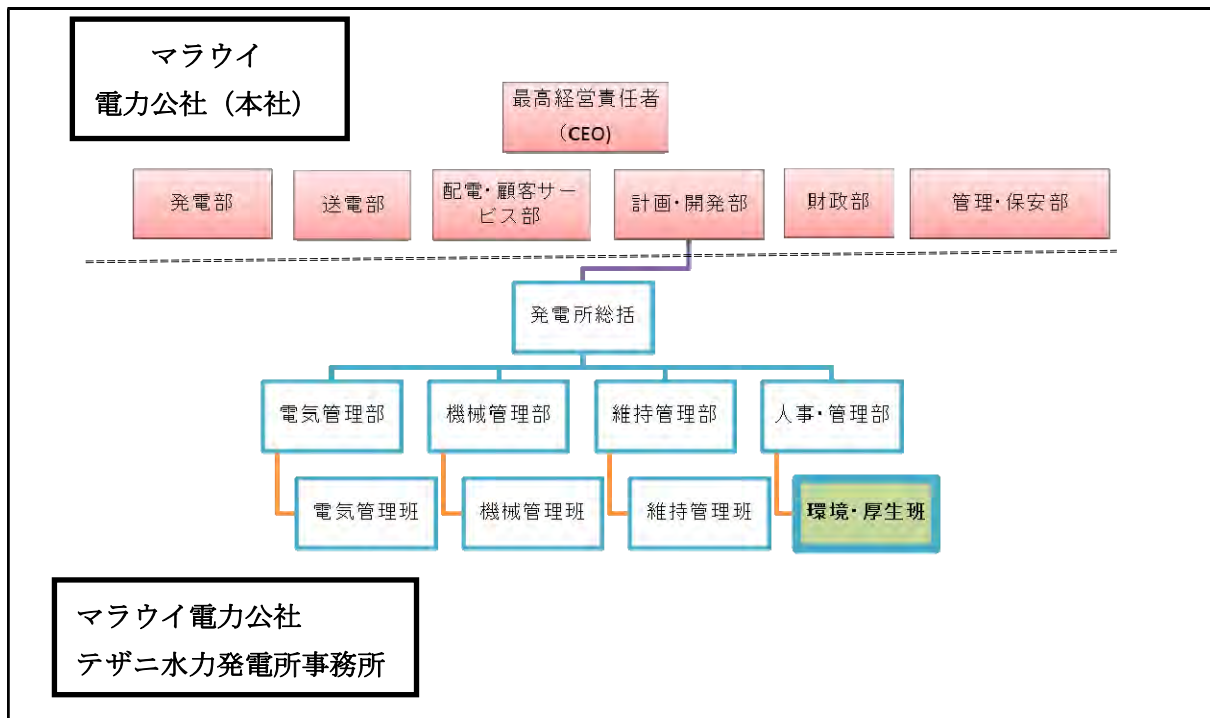 マラウイ
電力公社（本社）
最高経営責任者
（CEO)
発電部
送電部
配電・顧客サー
ビス部
計画・開発部
財政部
管理・保安部
発電所総括
電気管理部
機械管理部
維持管理部
人事・管理部
電気管理班
機械管理班
維持管理班
環境・厚生班
マラウイ電力公社
テザニ水力発電所事務所